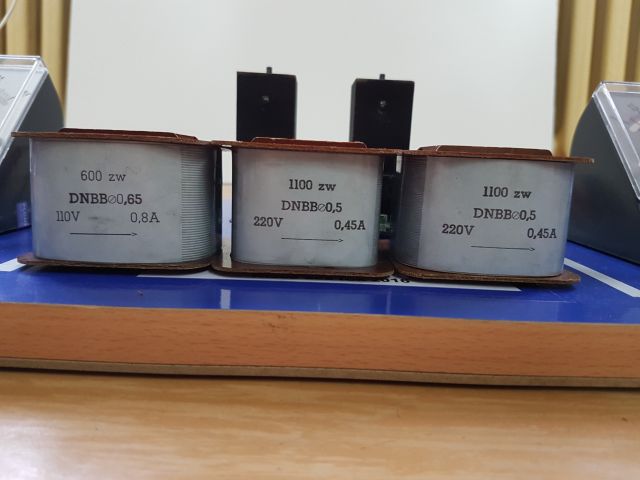 600 zw
DNBB⌀0,65
110V 0,8A
1100 zw
DNBB⌀0,5
220V 0,45A
1100 zw
DNBB⌀0,5
220V 0,45A